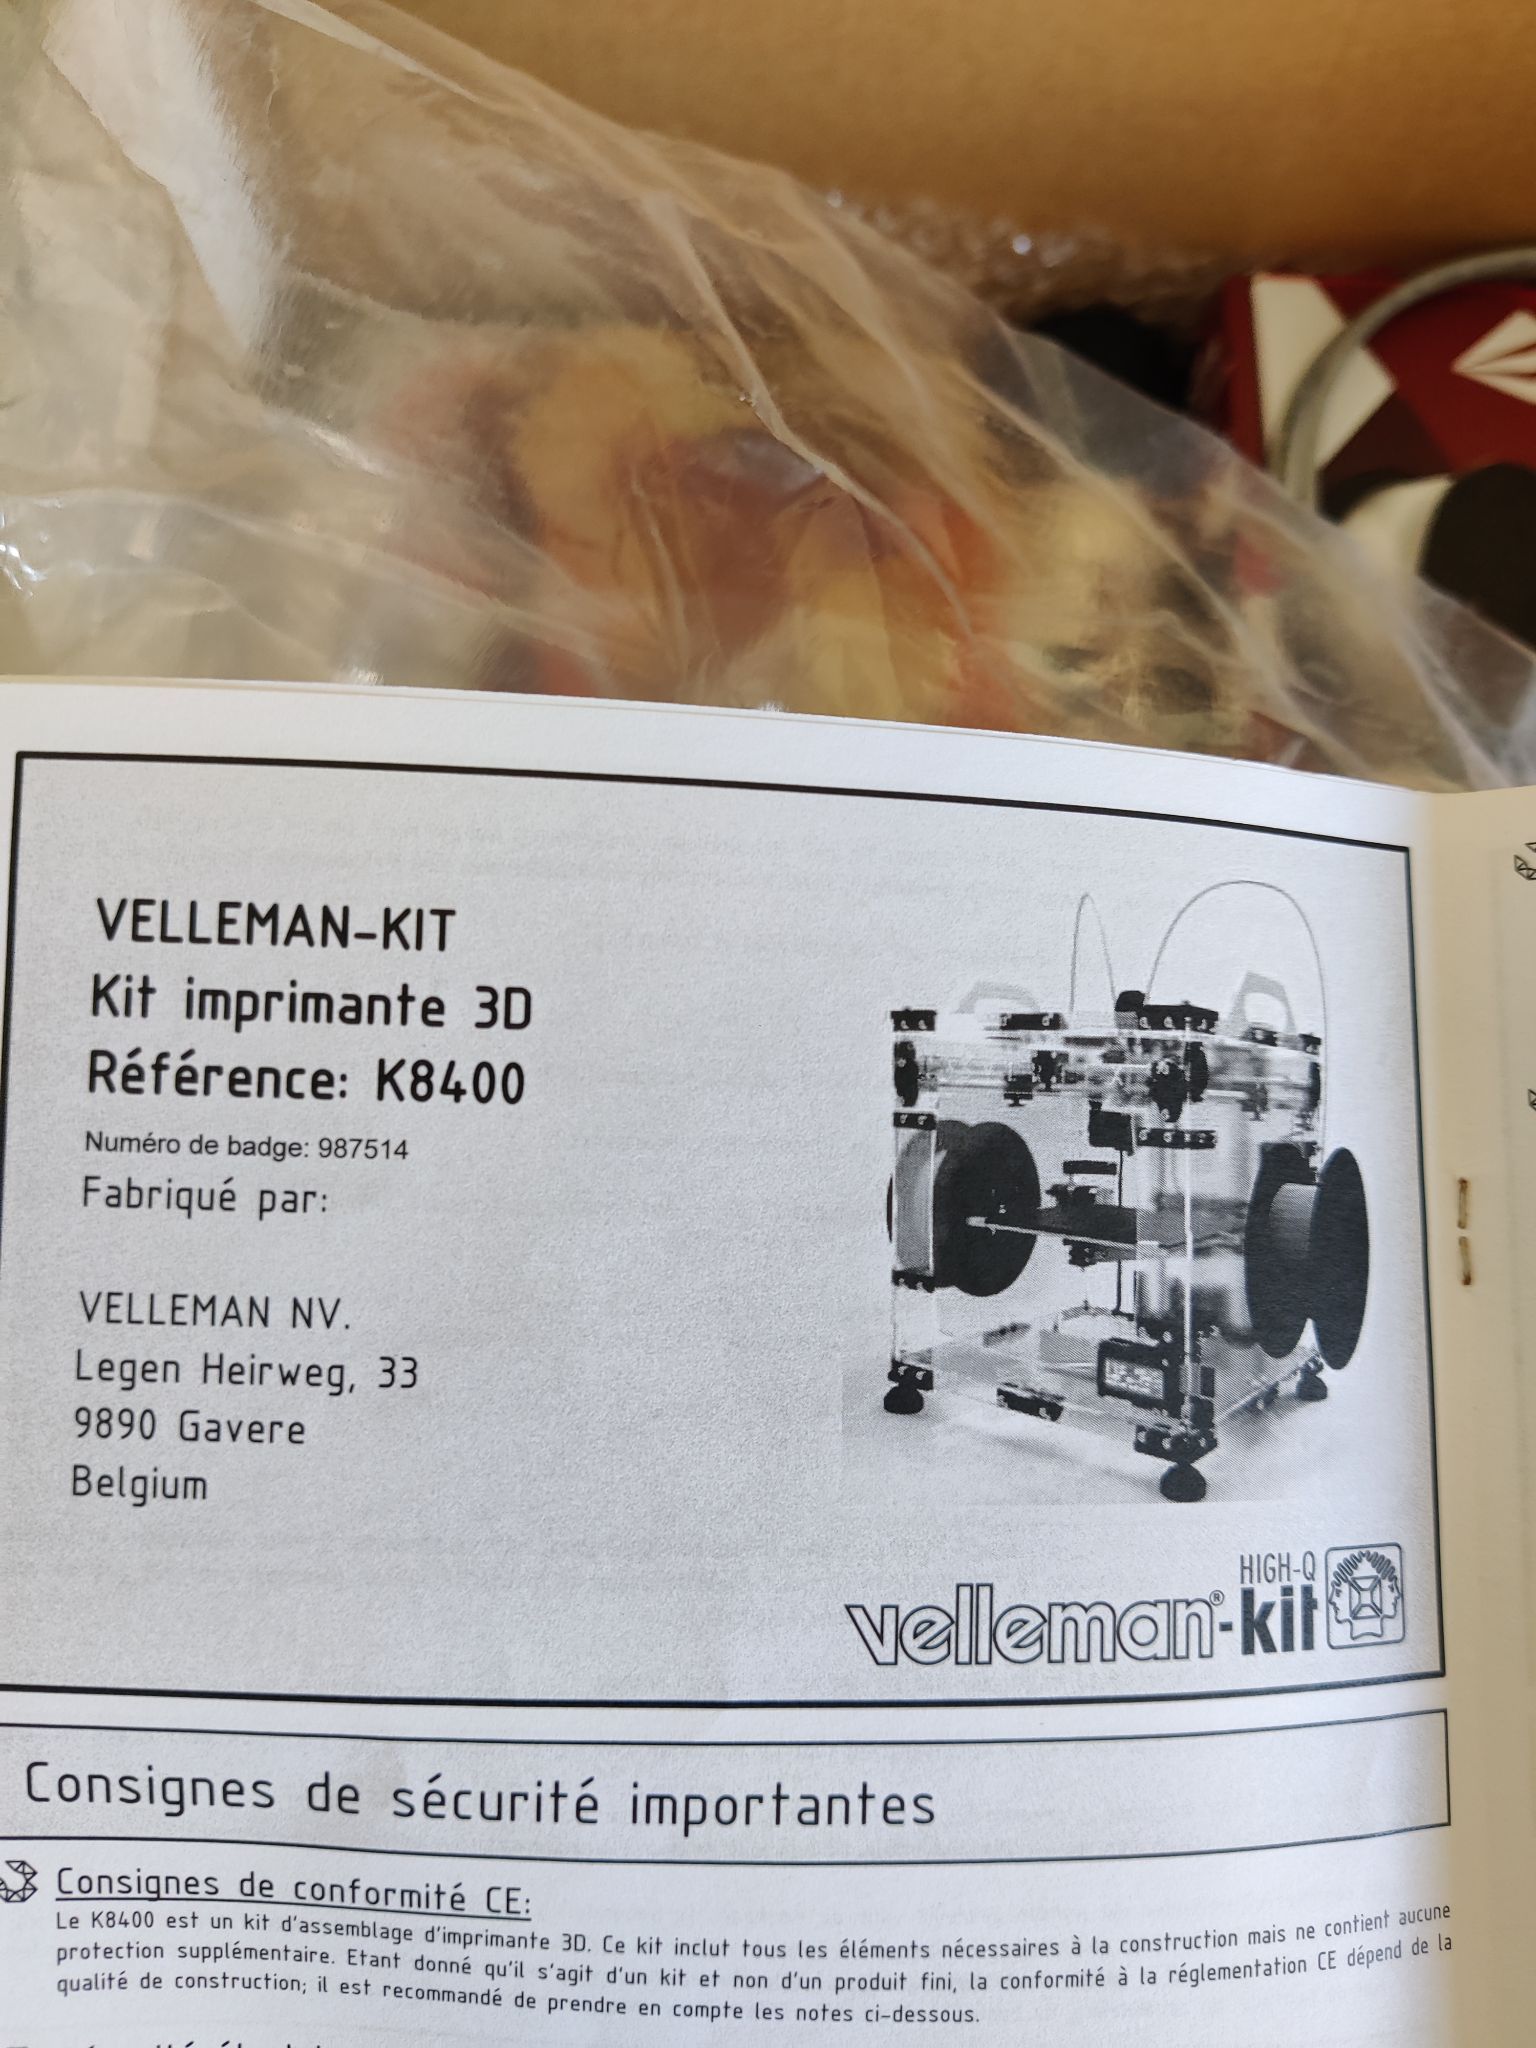 VELLEMAN-KIT
Kit imprimante 3D
Référence: K8400
Numéro de badge: 987514
Fabriqué par:
VELLEMAN NV.
Legen Heirweg, 33
9890 Gavere
Belgium
HIGH-Q
velleman®-kit
Consignes de sécurité importantes
Consignes de conformité CE:
Le K8400 est un kit d'assemblage d'imprimante 3D. Ce kit inclut tous les éléments nécessaires à la construction mais ne contient aucune
protection supplémentaire. Etant donné qu'il s'agit d'un kit et non d'un produit fini, la conformité à la réglementation CE dépend de la
qualité de construction; il est recommandé de prendre en compte les notes ci-dessous.